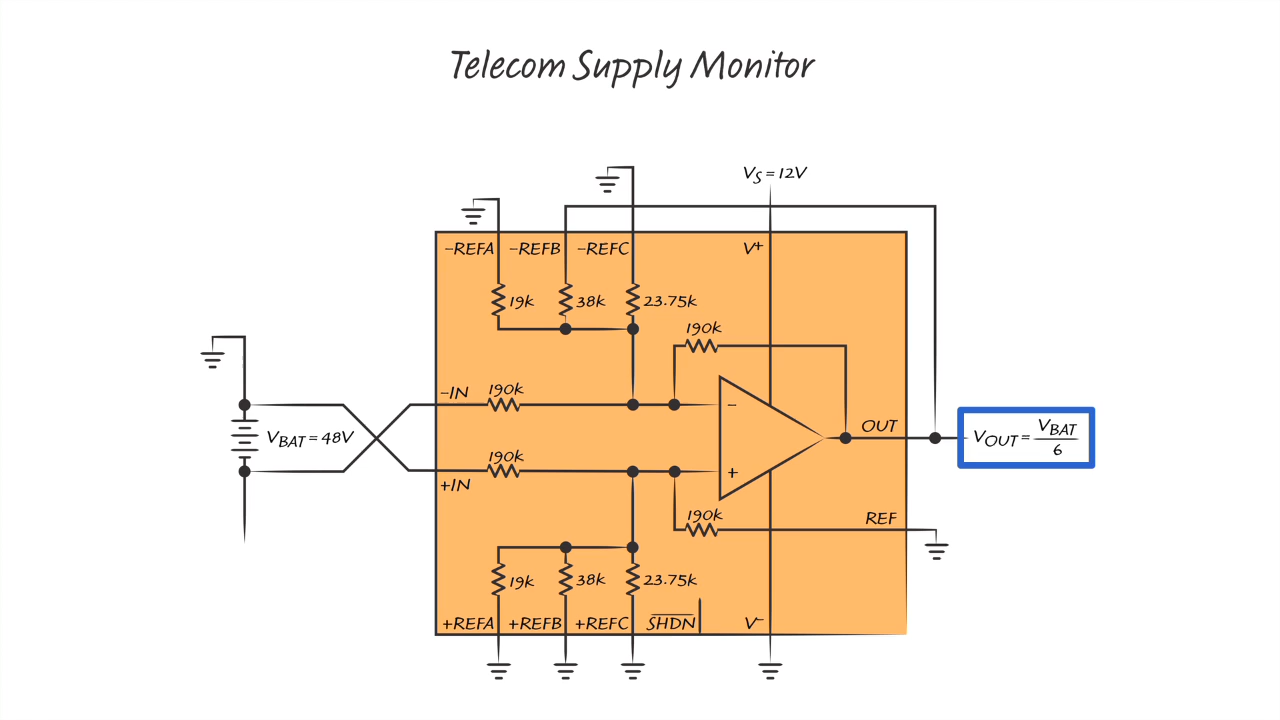 Telecom Supply Monitor
VS = 12V
–REFA
–REFB
–REFC
V+
19k
38k
23.75k
190k
–IN
190k
–
OUT
VBAT = 48V
VOUT = VBAT
6
190k
+IN
+
190k
REF
19k
38k
23.75k
+REFA
+REFB
+REFC
SHDN
V–